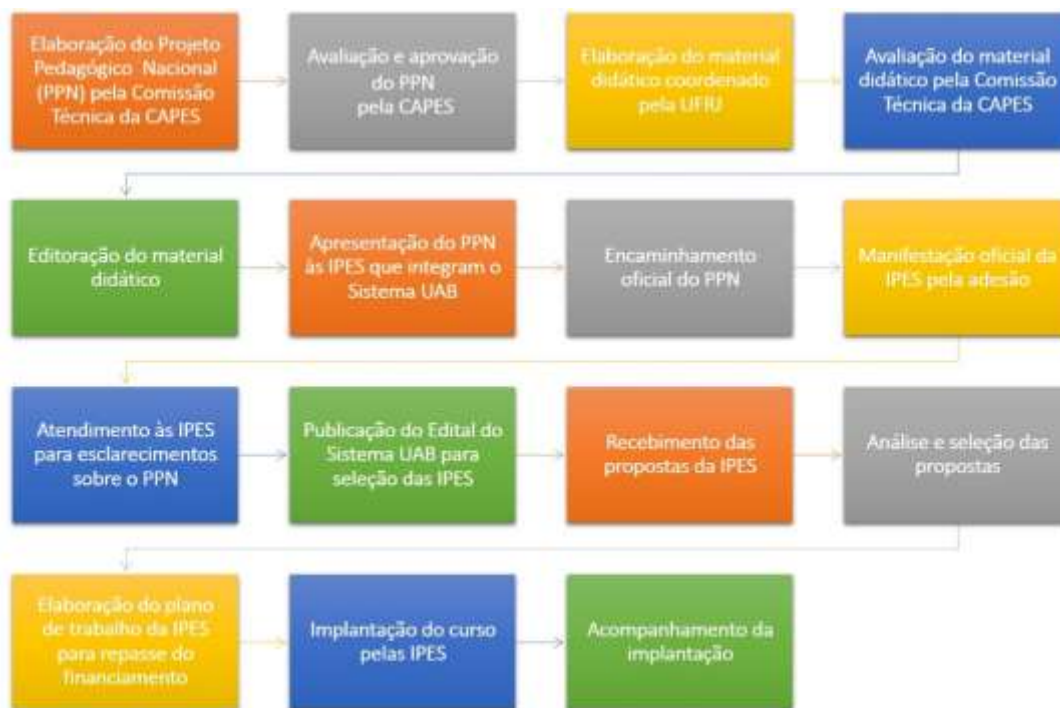 Elaboração do Projeto
Pedagógico Nacional
(PPN) pela Comissão
Técnica da CAPES
Avaliação e aprovação
do PPN
pela CAPES
Elaboração do material
didático coordenado
pela UFIU
Avaliação do material
didático pela Comissão
Técnica da CAPES
Editoração do material
didático
Apresentação do PPN
às IPES que integram o
Sistema UAB
Encaminhamento
oficial do PPN
Manifestação oficial da
IPES pela adesão
Atendimento às IPES
para esclarecimentos
sobre o PPN
Publicação do Edital do
Sistema UAB para
seleção das IPES
Recebimento das
propostas da IPES
Análise e seleção das
propostas
Elaboração do plano
de trabalho da IPES
para repasse do
financiamento
Implantação do curso
pelas IPES
Acompanhamento da
implantação